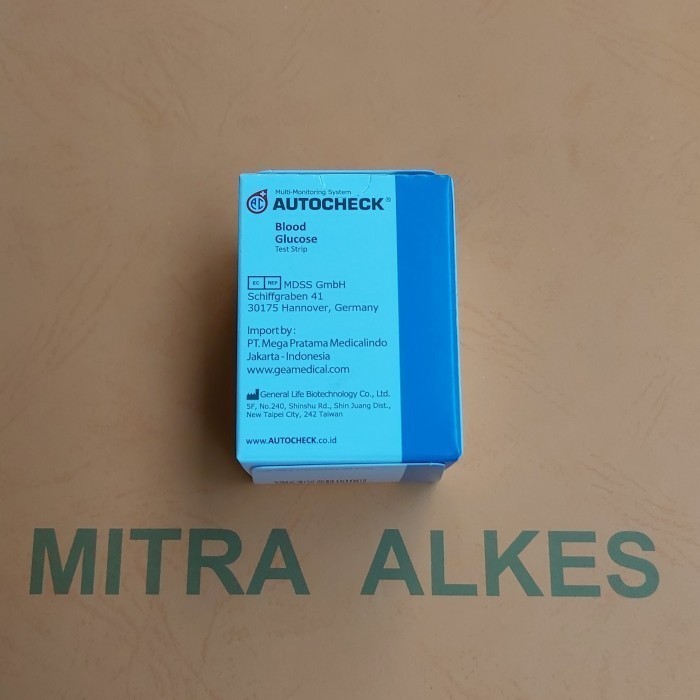 Multi-Monitoring System
AUTOCHECK®
Blood
Glucose
Test Strip
EC REP MDSS GmbH
Schiffgraben 41
30175 Hannover, Germany
Import by :
PT. Mega Pratama Medicalindo
Jakarta - Indonesia
www.geamedical.com
General Life Biotechnology Co., Ltd.
5F, No.240, Shinshu Rd., Shin Juang Dist.,
New Taipei City, 242 Taiwan
www.AUTOCHECK.co.id
MITRA ALKES